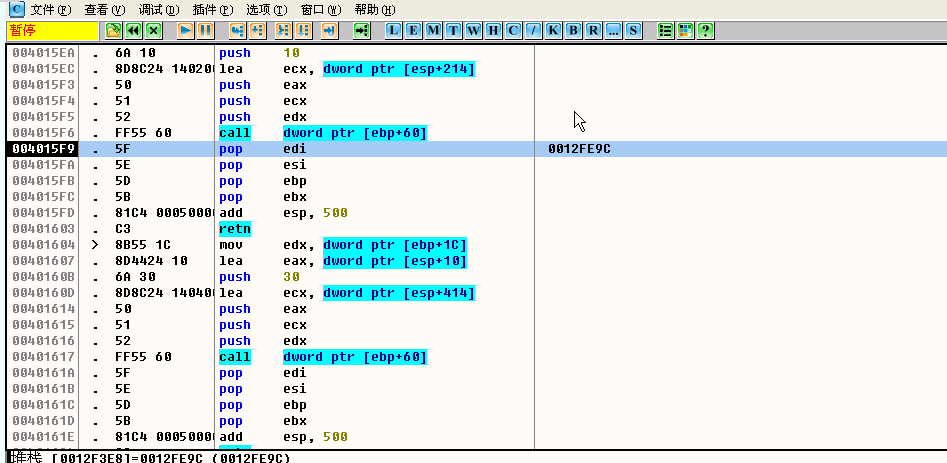 C 文件(F) 查看(V) 调试(D) 插件(P) 选项(T) 窗口(W) 帮助(H)
暂停 L E M T W H C / K B R ... S ?
004015EA . 6A 10 push 10
004015EC . 8D8C24 14020 lea ecx, dword ptr [esp+214]
004015F3 . 50 push eax
004015F4 . 51 push ecx
004015F5 . 52 push edx
004015F6 . FF55 60 call dword ptr [ebp+60]
004015F9 . 5F pop edi 0012FE9C
004015FA . 5E pop esi
004015FB . 5D pop ebp
004015FC . 5B pop ebx
004015FD . 81C4 0005000 add esp, 500
00401603 . C3 retn
00401604 > 8B55 1C mov edx, dword ptr [ebp+1C]
00401607 . 8D4424 10 lea eax, dword ptr [esp+10]
0040160B . 6A 30 push 30
0040160D . 8D8C24 14040 lea ecx, dword ptr [esp+414]
00401614 . 50 push eax
00401615 . 51 push ecx
00401616 . 52 push edx
00401617 . FF55 60 call dword ptr [ebp+60]
0040161A . 5F pop edi
0040161B . 5E pop esi
0040161C . 5D pop ebp
0040161D . 5B pop ebx
0040161E . 81C4 0005000 add esp, 500
堆栈 [0012F3E8]=0012FE9C (0012FE9C)